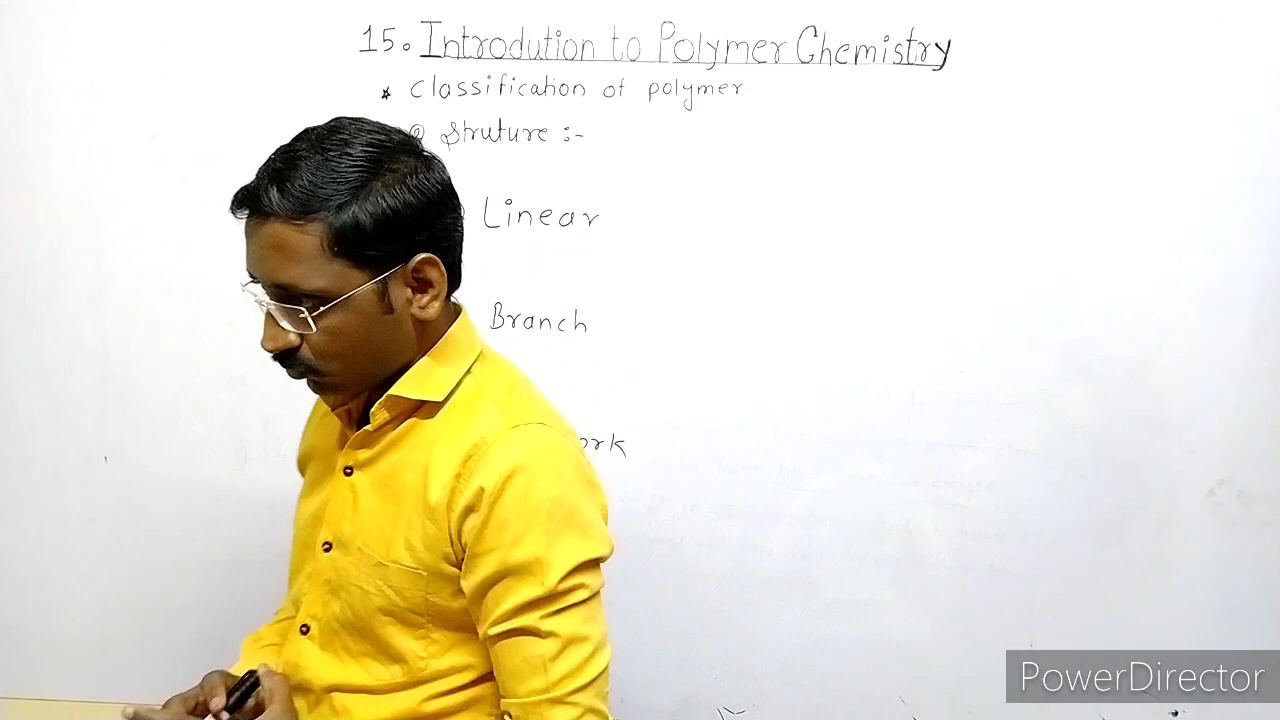 15. Introdution to Polymer Chemistry
* Classification of polymer
@ Struture :-
Linear
Branch
ork
PowerDirector